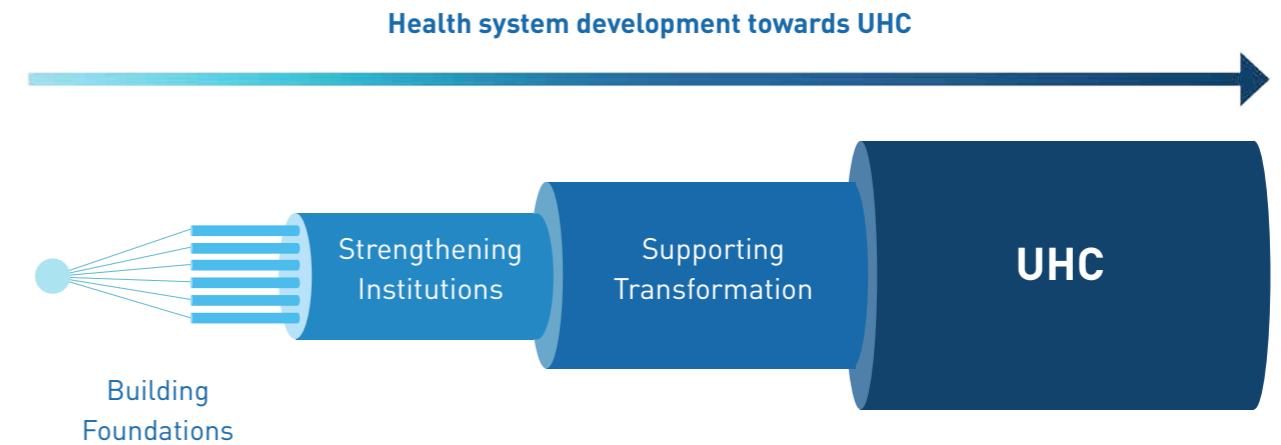 Health system development towards UHC
Strengthening
Institutions
Supporting
Transformation
UHC
Building
Foundations